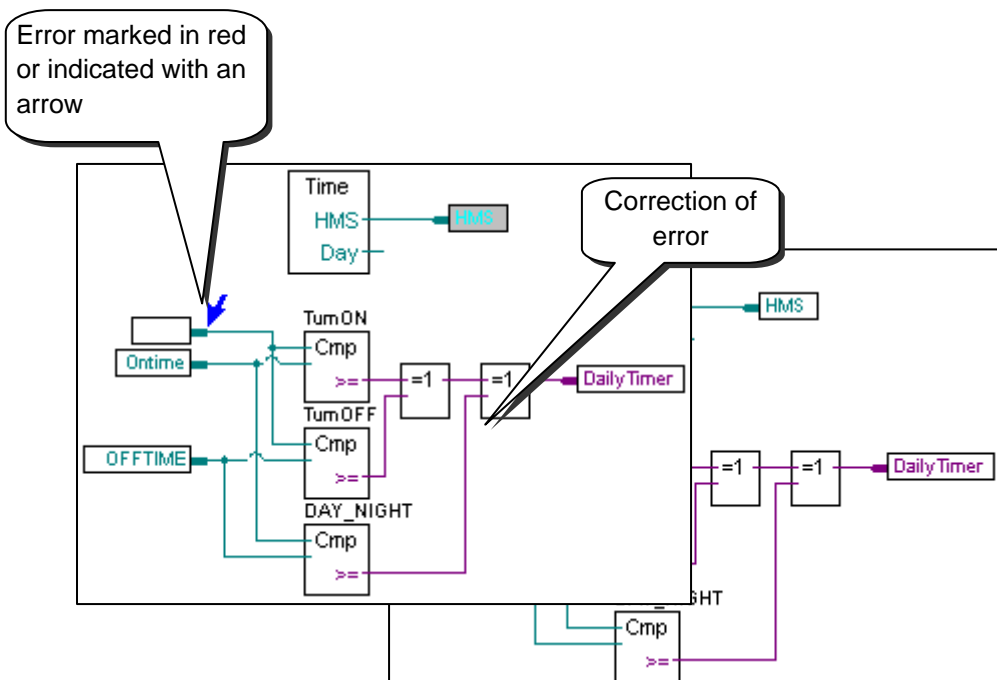 Error marked in red
or indicated with an
arrow
Correction of
error
Time
HMS
HMS
Day
HMS
Ontime
OFFTIME
TurnON
Cmp
>=
TurnOFF
Cmp
>=
DAY_NIGHT
Cmp
>=
=1
=1
DailyTimer
=1
=1
DailyTimer
GHT
Cmp
>=